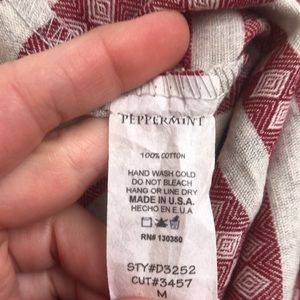 PEPPERMINT
100% COTTON
HAND WASH COLD
DO NOT BLEACH
HANG OR LINE DRY
MADE IN U.S.A.
HECHO EN E.U.A
RN# 130350
STY#D3252
CUT#3457
M